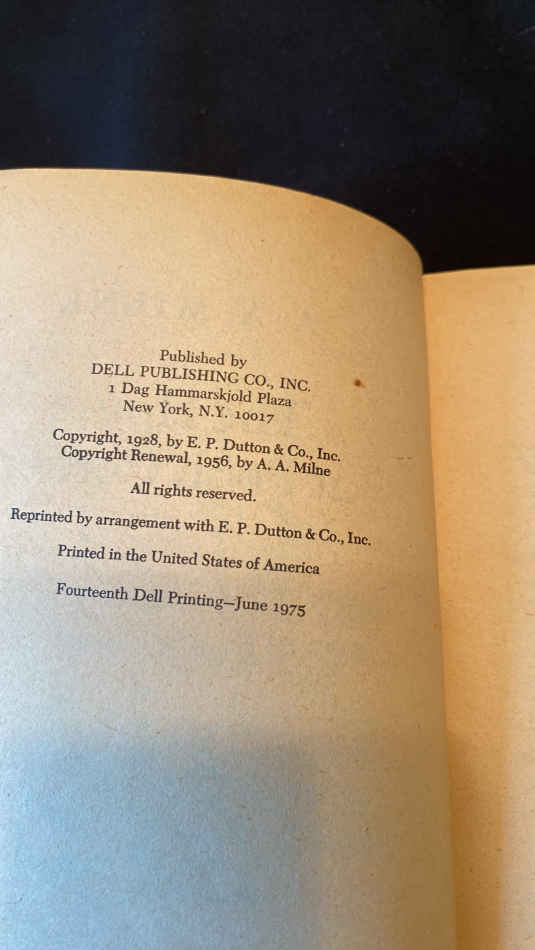 Published by
DELL PUBLISHING CO., INC.
1 Dag Hammarskjold Plaza
New York, N.Y. 10017
Copyright, 1928, by E. P. Dutton & Co., Inc.
Copyright Renewal, 1956, by A. A. Milne
All rights reserved.
Reprinted by arrangement with E. P. Dutton & Co., Inc.
Printed in the United States of America
Fourteenth Dell Printing—June 1975